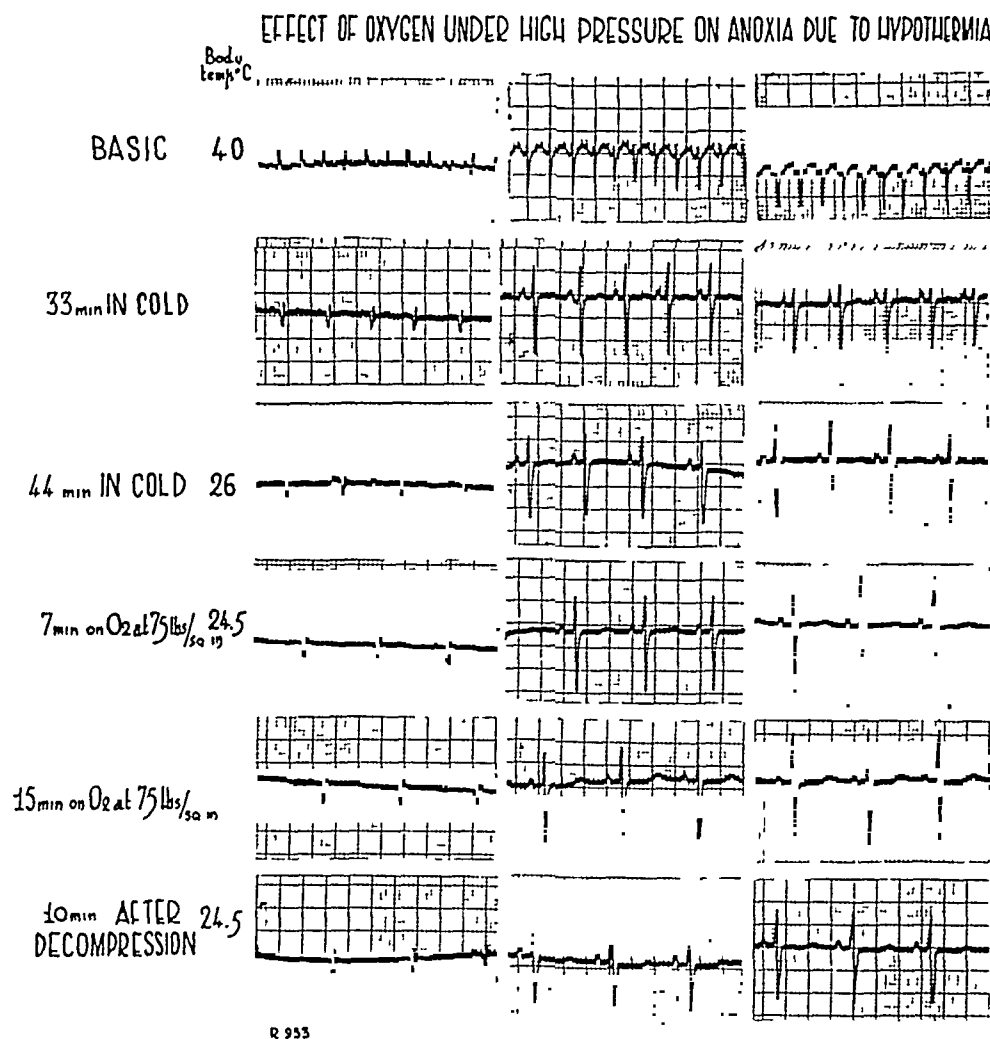 EFFECT OF OXYGEN UNDER HIGH PRESSURE ON ANOXIA DUE TO HYPOTHERMIA
Body
temp°C
BASIC 40
33 min IN COLD
44 min IN COLD 26
7 min on O2 at 75 lbs/sq in 24.5
15 min on O2 at 75 lbs/sq in
10 min AFTER 24.5
DECOMPRESSION
R 933